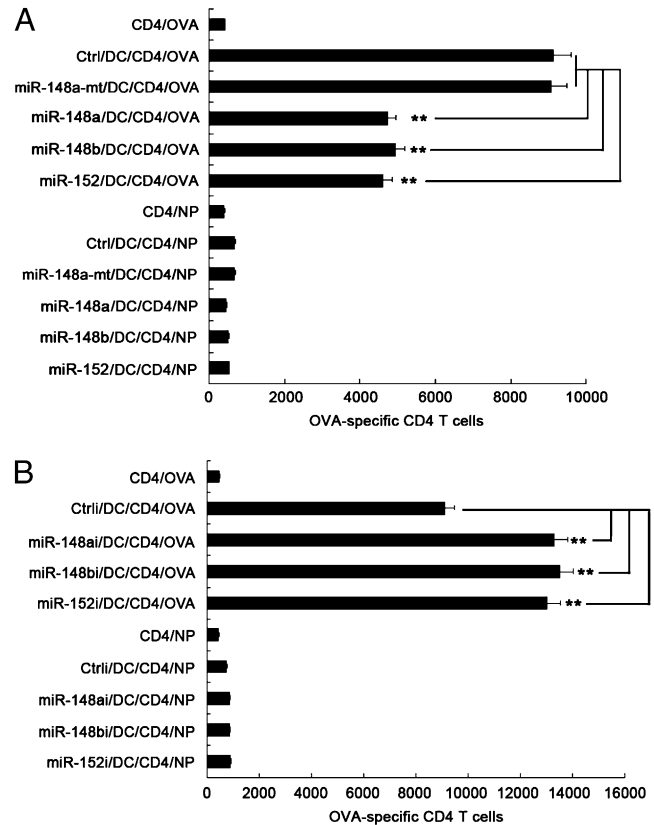 A
CD4/OVA
Ctrl/DC/CD4/OVA
miR-148a-mt/DC/CD4/OVA
miR-148a/DC/CD4/OVA
**
miR-148b/DC/CD4/OVA
**
miR-152/DC/CD4/OVA
**
CD4/NP
Ctrl/DC/CD4/NP
miR-148a-mt/DC/CD4/NP
miR-148a/DC/CD4/NP
miR-148b/DC/CD4/NP
miR-152/DC/CD4/NP
0 2000 4000 6000 8000 10000
OVA-specific CD4 T cells
B
CD4/OVA
Ctrli/DC/CD4/OVA
miR-148ai/DC/CD4/OVA
**
miR-148bi/DC/CD4/OVA
**
miR-152i/DC/CD4/OVA
**
CD4/NP
Ctrli/DC/CD4/NP
miR-148ai/DC/CD4/NP
miR-148bi/DC/CD4/NP
miR-152i/DC/CD4/NP
0 2000 4000 6000 8000 10000 12000 14000 16000
OVA-specific CD4 T cells